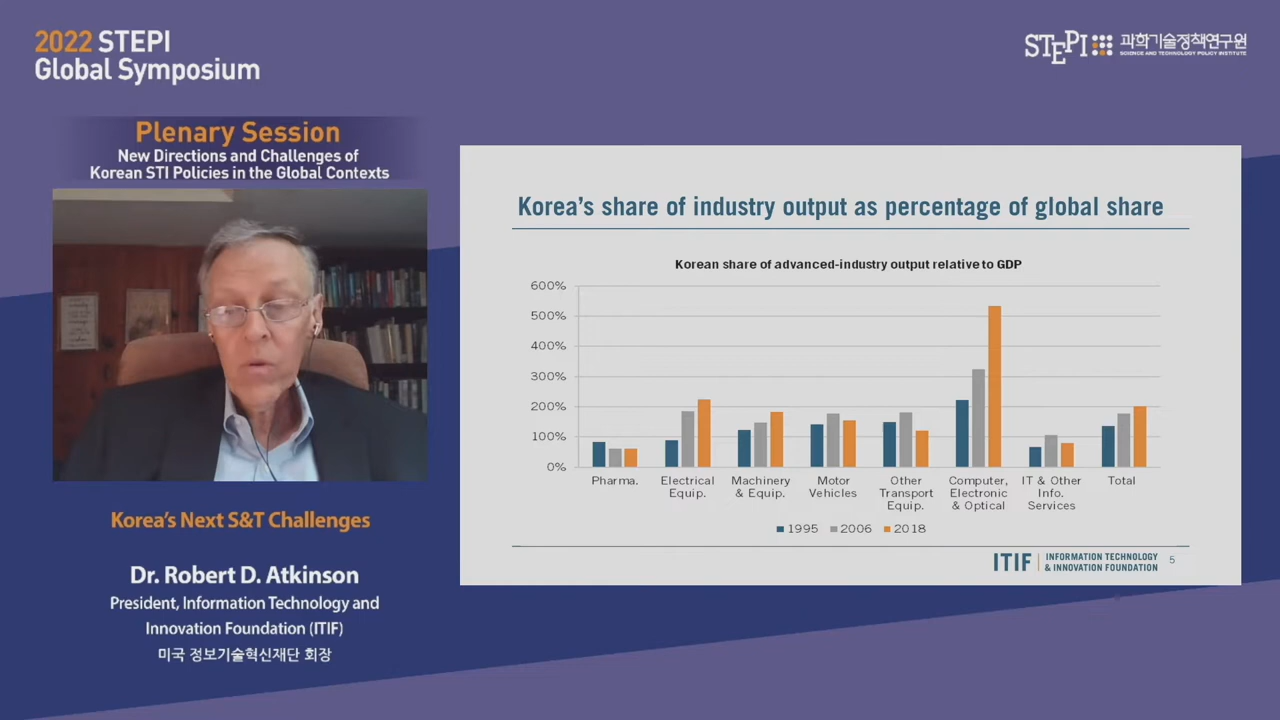 2022 STEPI
Global Symposium
STEPI 과학기술정책연구원
SCIENCE AND TECHNOLOGY POLICY INSTITUTE
Plenary Session
New Directions and Challenges of
Korean STI Policies in the Global Contexts
Korea's Next S&T Challenges
Dr. Robert D. Atkinson
President, Information Technology and
Innovation Foundation (ITIF)
미국 정보기술혁신재단 회장
Korea's share of industry output as percentage of global share
Korean share of advanced-industry output relative to GDP
600%
500%
400%
300%
200%
100%
0%
Pharma.
Electrical
Equip.
Machinery
& Equip.
Motor
Vehicles
Other
Transport
Equip.
Computer,
Electronic
& Optical
IT & Other
Info.
Services
Total
1995 2006 2018
ITIF INFORMATION TECHNOLOGY
& INNOVATION FOUNDATION
5